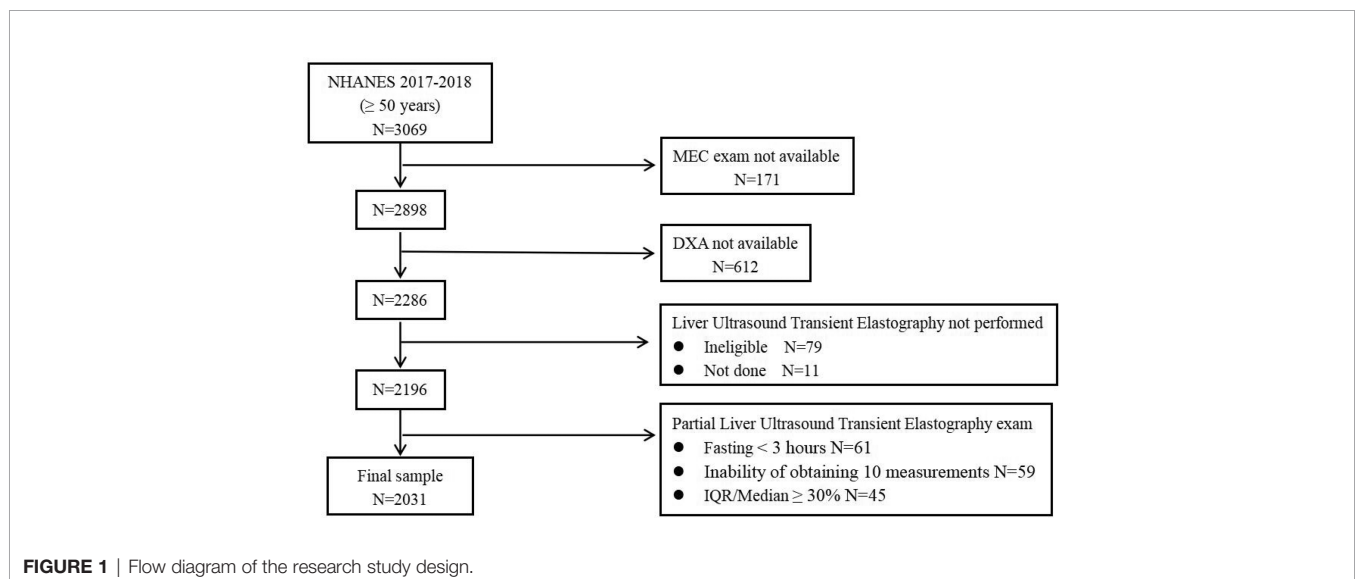 NHANES 2017-2018
(≥ 50 years)
N=3069
MEC exam not available
N=171
N=2898
DXA not available
N=612
N=2286
Liver Ultrasound Transient Elastography not performed
● Ineligible N=79
● Not done N=11
N=2196
Partial Liver Ultrasound Transient Elastography exam
● Fasting < 3 hours N=61
● Inability of obtaining 10 measurements N=59
● IQR/Median ≥ 30% N=45
Final sample
N=2031
FIGURE 1 | Flow diagram of the research study design.